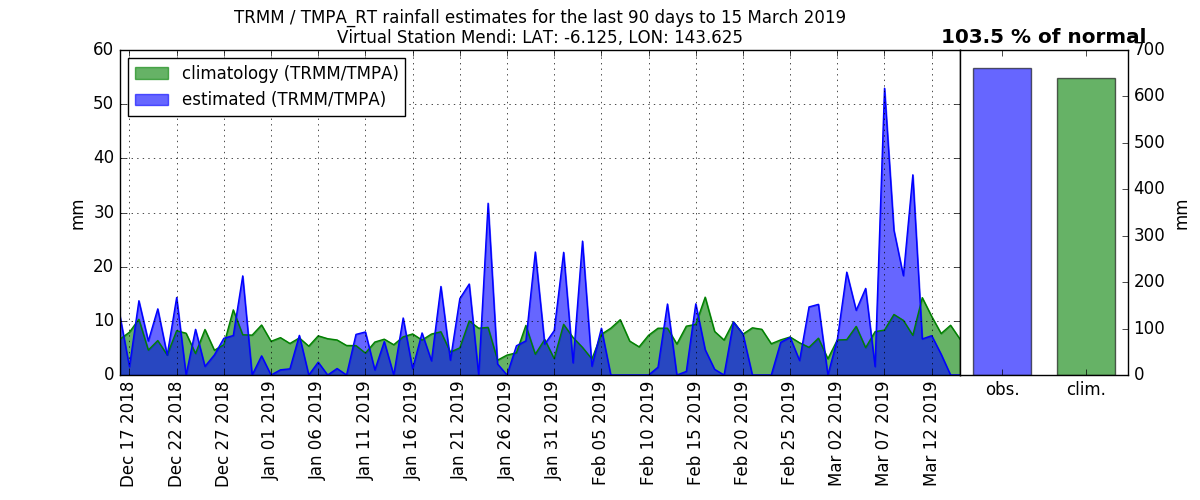 TRMM / TMPA_RT rainfall estimates for the last 90 days to 15 March 2019
Virtual Station Mendi: LAT: -6.125, LON: 143.625
103.5 % of normal
climatology (TRMM/TMPA)
estimated (TRMM/TMPA)
60
50
40
30
20
10
0
mm
700
600
500
400
300
200
100
0
mm
Dec 17 2018
Dec 22 2018
Dec 27 2018
Jan 01 2019
Jan 06 2019
Jan 11 2019
Jan 16 2019
Jan 21 2019
Jan 26 2019
Jan 31 2019
Feb 05 2019
Feb 10 2019
Feb 15 2019
Feb 20 2019
Feb 25 2019
Mar 02 2019
Mar 07 2019
Mar 12 2019
obs.
clim.